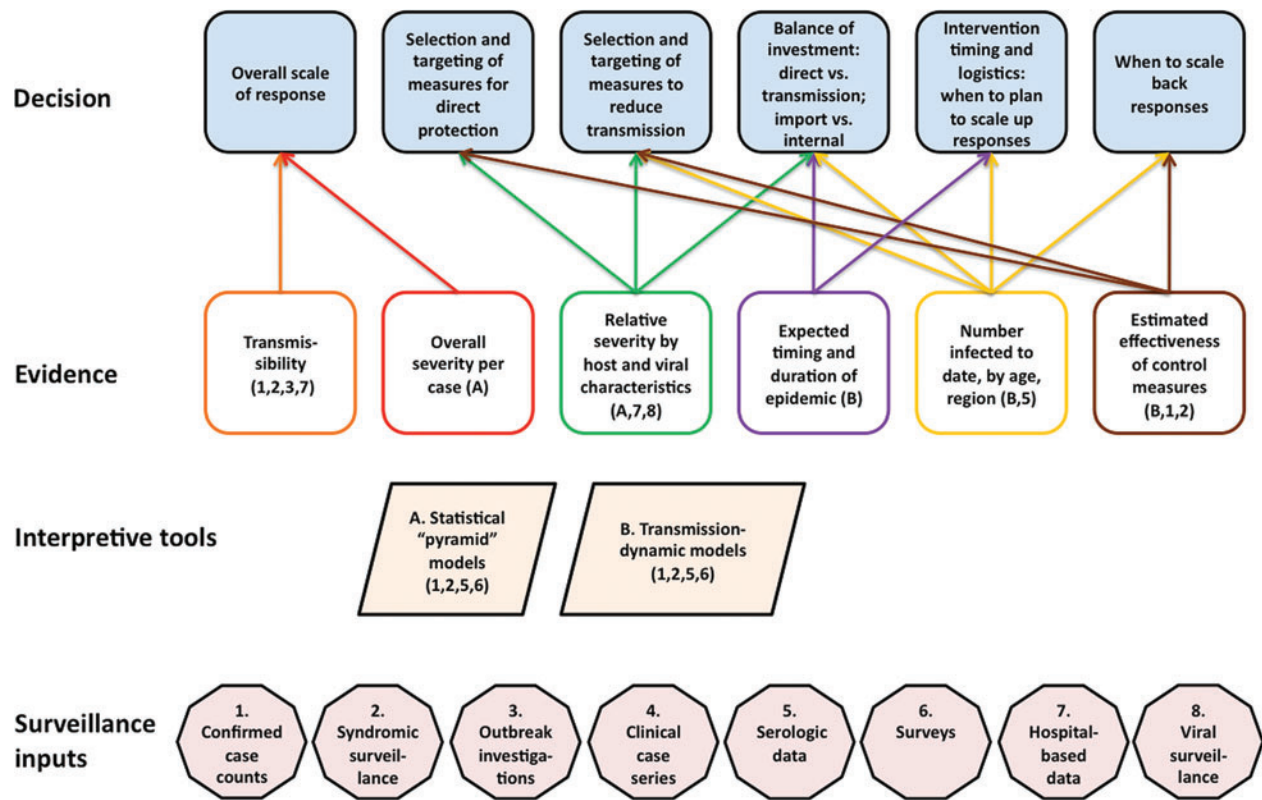 Decision
Overall scale
of response
Selection and
targeting of
measures for
direct
protection
Selection and
targeting of
measures to
reduce
transmission
Balance of
investment:
direct vs.
transmission;
import vs.
internal
Intervention
timing and
logistics:
when to plan
to scale up
responses
When to scale
back
responses
Evidence
Transmis-
sibility
(1,2,3,7)
Overall
severity per
case (A)
Relative
severity by
host and viral
characteristics
(A,7,8)
Expected
timing and
duration of
epidemic (B)
Number
infected to
date, by age,
region (B,5)
Estimated
effectiveness
of control
measures
(B,1,2)
Interpretive tools
A. Statistical
“pyramid”
models
(1,2,5,6)
B. Transmission-
dynamic models
(1,2,5,6)
Surveillance
inputs
1.
Confirmed
case
counts
2.
Syndromic
surveil-
lance
3.
Outbreak
investiga-
tions
4.
Clinical
case
series
5.
Serologic
data
6.
Surveys
7.
Hospital-
based
data
8.
Viral
surveil-
lance